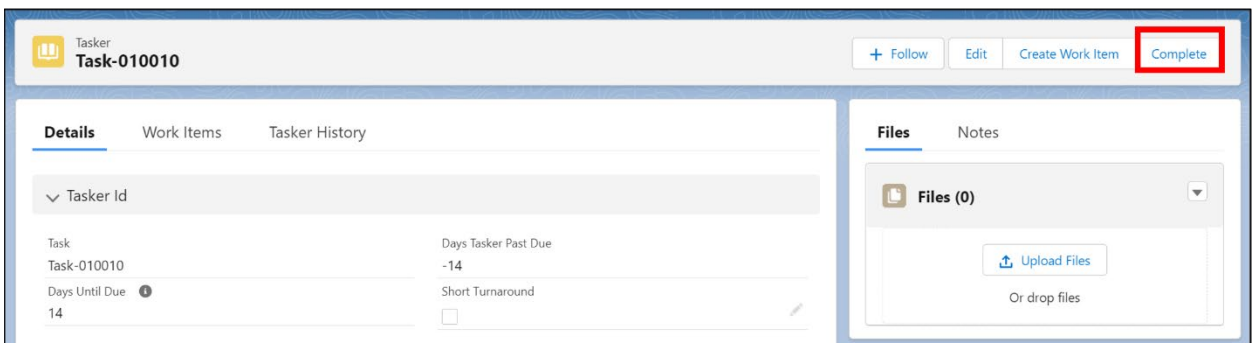 Tasker
Task-010010
+ Follow Edit Create Work Item Complete
Details Work Items Tasker History
Tasker Id
Task
Task-010010
Days Tasker Past Due
-14
Days Until Due
14
Short Turnaround
Files Notes
Files (0)
Upload Files
Or drop files